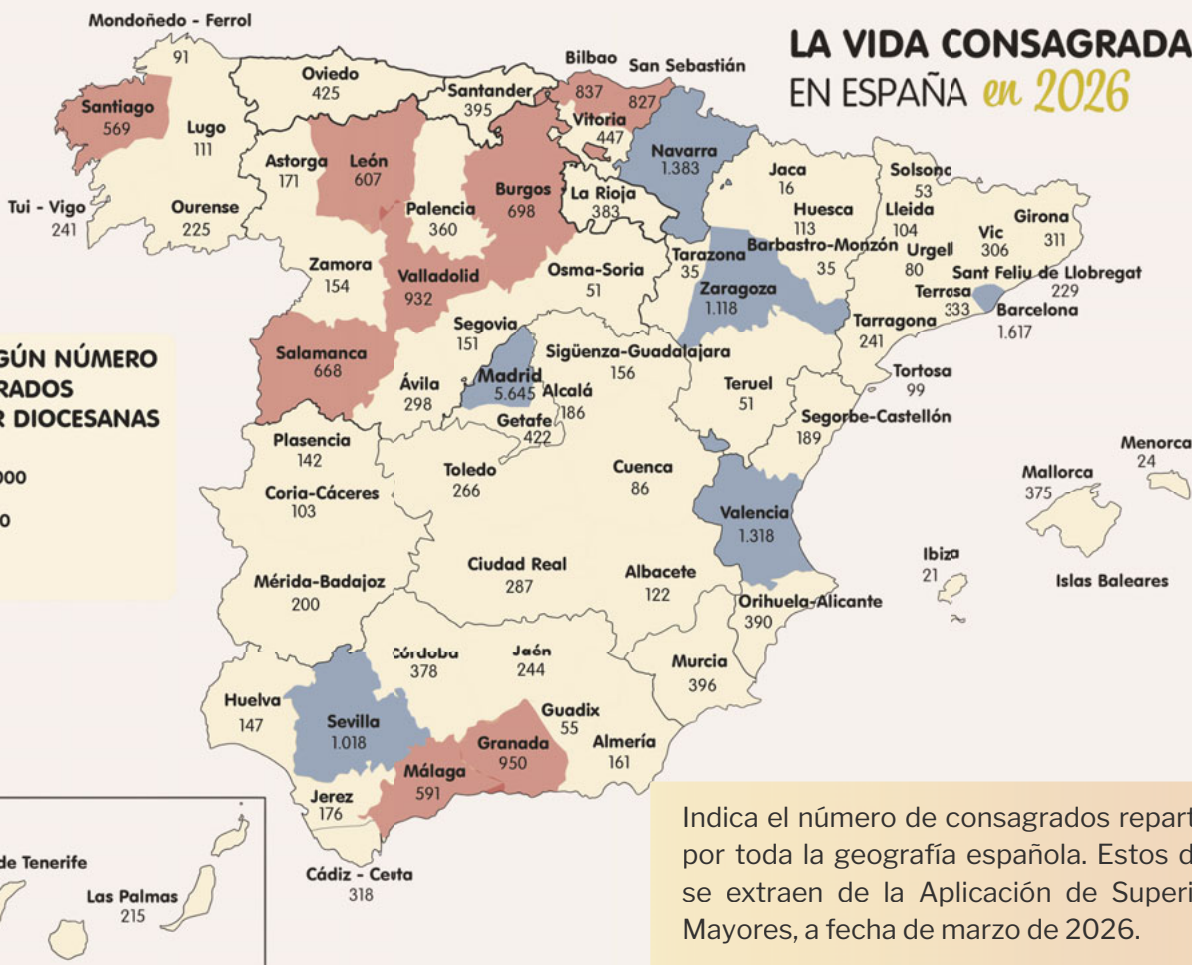 LA VIDA CONSAGRADA
EN ESPAÑA en 2026
Mondoñedo - Ferrol
91
Oviedo
425
Santander
395
Bilbao
837
San Sebastián
827
Santiago
569
Lugo
111
Vitoria
447
Navarra
1.383
Astorga
171
León
607
Burgos
698
La Rioja
383
Jaca
16
Solsona
53
Tui - Vigo
241
Ourense
225
Palencia
360
Huesca
113
Lleida
104
Vic
306
Girona
311
Zamora
154
Valladolid
932
Osma-Soria
51
Tarazona
35
Barbastro-Monzón
35
Urgell
80
Sant Feliu de Llobregat
229
Zaragoza
1.118
Terrasa
333
Barcelona
1.617
Tarragona
241
Segovia
151
Salamanca
668
Ávila
298
Madrid
5.645
Alcalá
186
Sigüenza-Guadalajara
156
Teruel
51
Tortosa
99
Getafe
422
Segorbe-Castellón
189
GÚN NÚMERO
RADOS
R DIOCESANAS
000
0
Plasencia
142
Toledo
266
Cuenca
86
Menorca
24
Mallorca
375
Coria-Cáceres
103
Valencia
1.318
Ibiza
21
Islas Baleares
Mérida-Badajoz
200
Ciudad Real
287
Albacete
122
Orihuela-Alicante
390
Córdoba
378
Jaén
244
Murcia
396
Huelva
147
Sevilla
1.018
Guadix
55
Granada
950
Almería
161
Málaga
591
Jerez
176
Cádiz - Ceuta
318
de Tenerife
Las Palmas
215
Indica el número de consagrados repart
por toda la geografía española. Estos d
se extraen de la Aplicación de Superi
Mayores, a fecha de marzo de 2026.